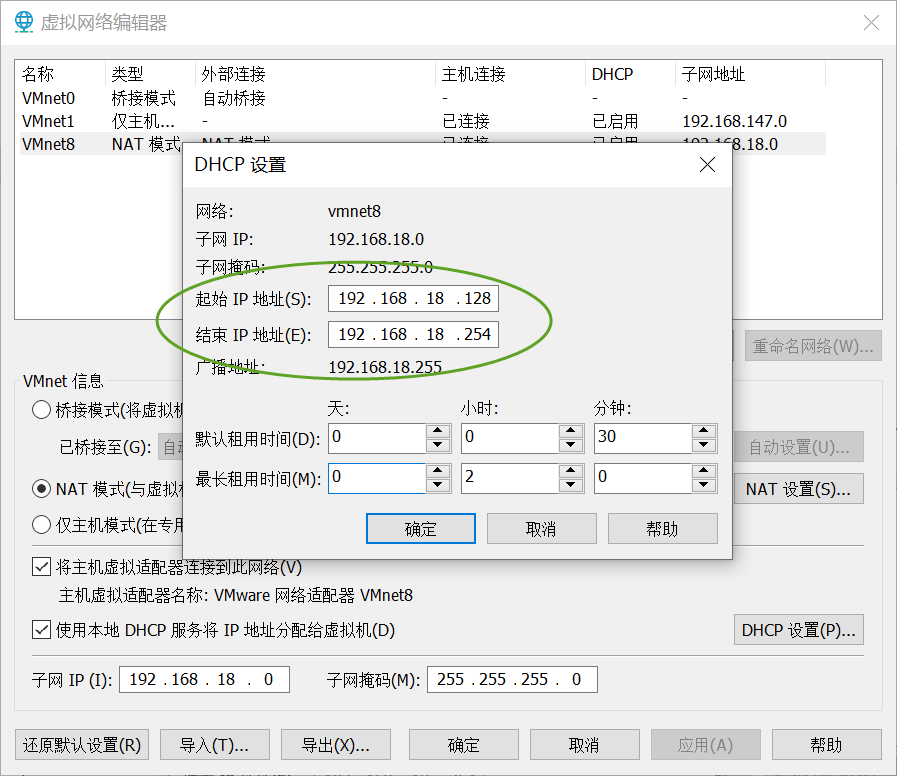 虚拟网络编辑器
名称 类型 外部连接 主机连接 DHCP 子网地址
VMnet0 桥接模式 自动桥接 - - -
VMnet1 仅主机... - 已连接 已启用 192.168.147.0
VMnet8 NAT 模式 NAT 模式 已连接 已启用 192.168.18.0
DHCP 设置
网络: vmnet8
子网 IP: 192.168.18.0
子网掩码: 255.255.255.0
起始 IP 地址(S): 192 . 168 . 18 . 128
结束 IP 地址(E): 192 . 168 . 18 . 254
广播地址: 192.168.18.255
天: 小时: 分钟:
默认租用时间(D): 0 0 30
最长租用时间(M): 0 2 0
确定 取消 帮助
重命名网络(W)...
VMnet 信息
桥接模式(将虚拟机
已桥接至(G): 自动 自动设置(U)...
NAT 模式(与虚拟机 NAT 设置(S)...
仅主机模式(在专用
将主机虚拟适配器连接到此网络(V)
主机虚拟适配器名称: VMware 网络适配器 VMnet8
使用本地 DHCP 服务将 IP 地址分配给虚拟机(D) DHCP 设置(P)...
子网 IP (I): 192 . 168 . 18 . 0 子网掩码(M): 255 . 255 . 255 . 0
还原默认设置(R) 导入(T)... 导出(X)... 确定 取消 应用(A) 帮助